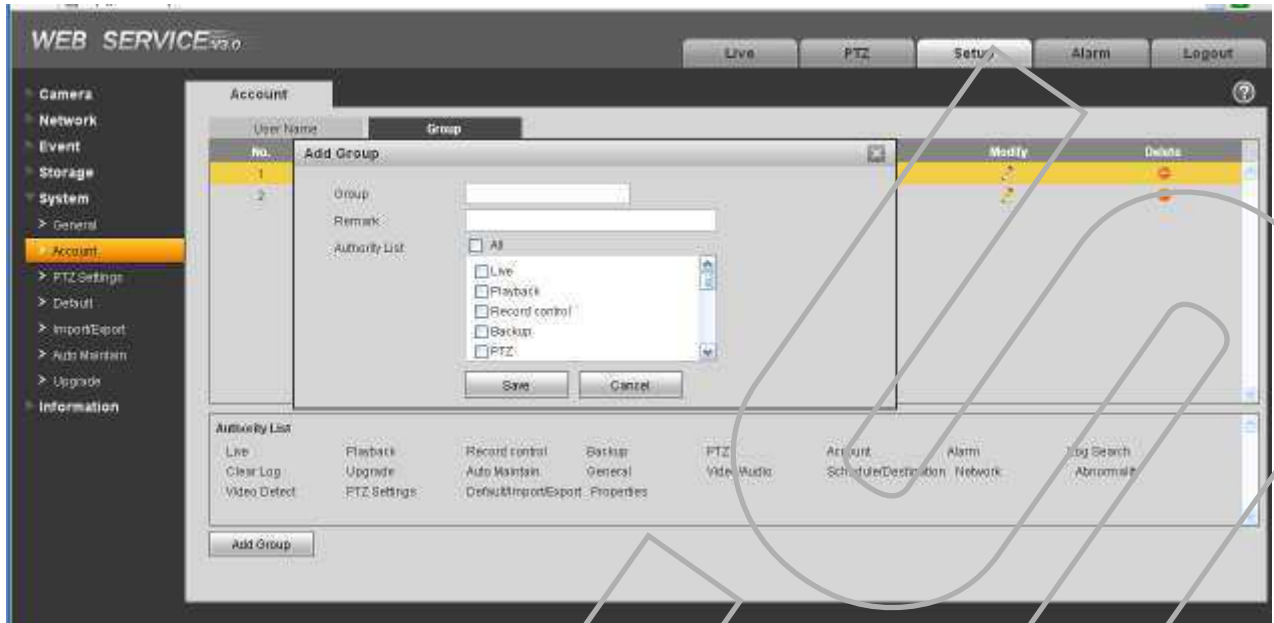 WEB SERVICE V3.0
Live PTZ Setup Alarm Logout
Camera
Network
Event
Storage
System
> General
> Account
> PTZ Settings
> Default
> Import/Export
> Auto Maintain
> Upgrade
Information
Account
User Name Group
No. Modify Delete
1
2
Add Group
Group
Remark
Authority List
All
Live
Playback
Record control
Backup
PTZ
Save Cancel
Authority List
Live Playback Record control Backup PTZ Account Alarm Log Search
Clear Log Upgrade Auto Maintain General Video/Audio Schedule/Destination Network Abnormality
Video Detect PTZ Settings Default/Import/Export Properties
Add Group